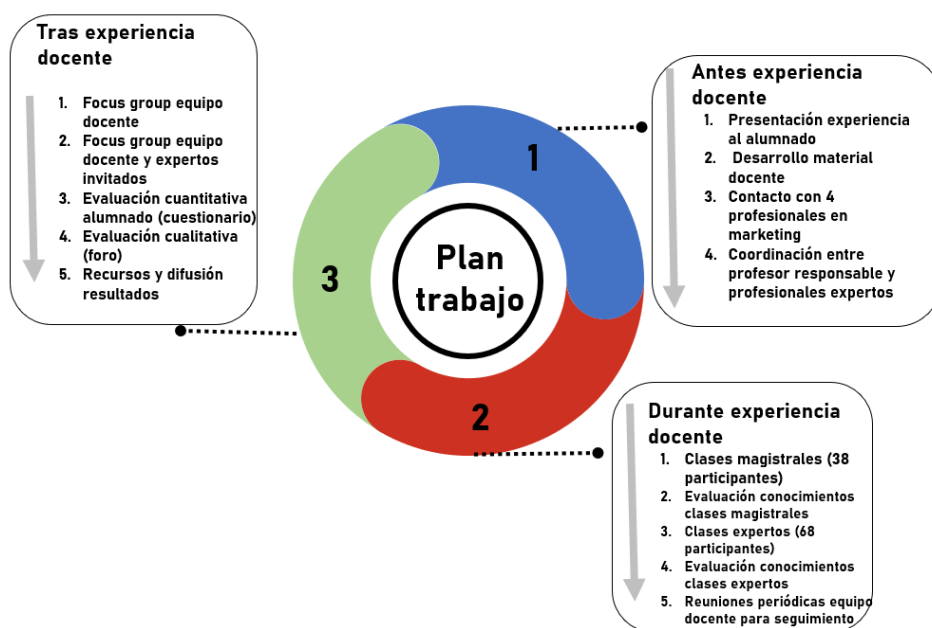 Tras experiencia
docente
1. Focus group equipo
docente
2. Focus group equipo
docente y expertos
invitados
3. Evaluación cuantitativa
alumnado (cuestionario)
4. Evaluación cualitativa
(foro)
5. Recursos y difusión
resultados
1
2
3
Plan
trabajo
Antes experiencia
docente
1. Presentación experiencia
al alumnado
2. Desarrollo material
docente
3. Contacto con 4
profesionales en
marketing
4. Coordinación entre
profesor responsable y
profesionales expertos
Durante experiencia
docente
1. Clases magistrales (38
participantes)
2. Evaluación conocimientos
clases magistrales
3. Clases expertos (68
participantes)
4. Evaluación conocimientos
clases expertos
5. Reuniones periódicas equipo
docente para seguimiento